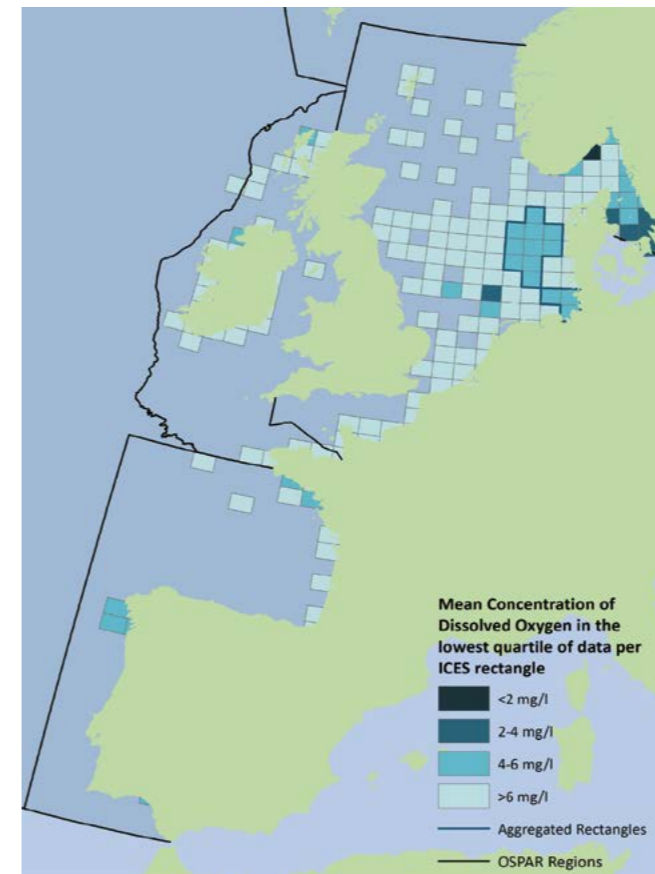 Mean Concentration of
Dissolved Oxygen in the
lowest quartile of data per
ICES rectangle
<2 mg/l
2-4 mg/l
4-6 mg/l
>6 mg/l
Aggregated Rectangles
OSPAR Regions